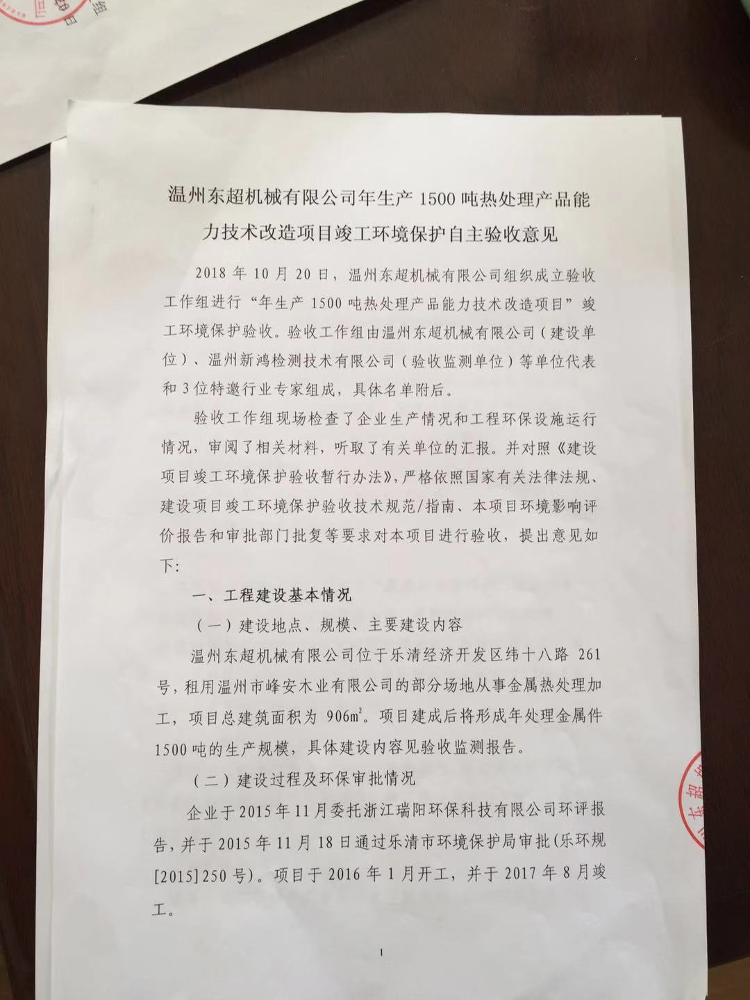 组
日
温州东超机械有限公司年生产 1500 吨热处理产品能
力技术改造项目竣工环境保护自主验收意见
2018 年 10 月 20 日，温州东超机械有限公司组织成立验收
工作组进行“年生产 1500 吨热处理产品能力技术改造项目”竣
工环境保护验收。验收工作组由温州东超机械有限公司（建设单
位）、温州新鸿检测技术有限公司（验收监测单位）等单位代表
和 3 位特邀行业专家组成，具体名单附后。
验收工作组现场检查了企业生产情况和工程环保设施运行
情况，审阅了相关材料，听取了有关单位的汇报。并对照《建设
项目竣工环境保护验收暂行办法》，严格依照国家有关法律法规、
建设项目竣工环境保护验收技术规范/指南、本项目环境影响评
价报告和审批部门批复等要求对本项目进行验收，提出意见如
下：
一、工程建设基本情况
（一）建设地点、规模、主要建设内容
温州东超机械有限公司位于乐清经济开发区纬十八路 261
号，租用温州市峰安木业有限公司的部分场地从事金属热处理加
工，项目总建筑面积为 906m²。项目建成后将形成年处理金属件
1500 吨的生产规模，具体建设内容见验收监测报告。
（二）建设过程及环保审批情况
企业于 2015 年 11 月委托浙江瑞阳环保科技有限公司环评报
告，并于 2015 年 11 月 18 日通过乐清市环境保护局审批(乐环规
[2015]250 号)。项目于 2016 年 1 月开工，并于 2017 年 8 月竣
工。
东超
1